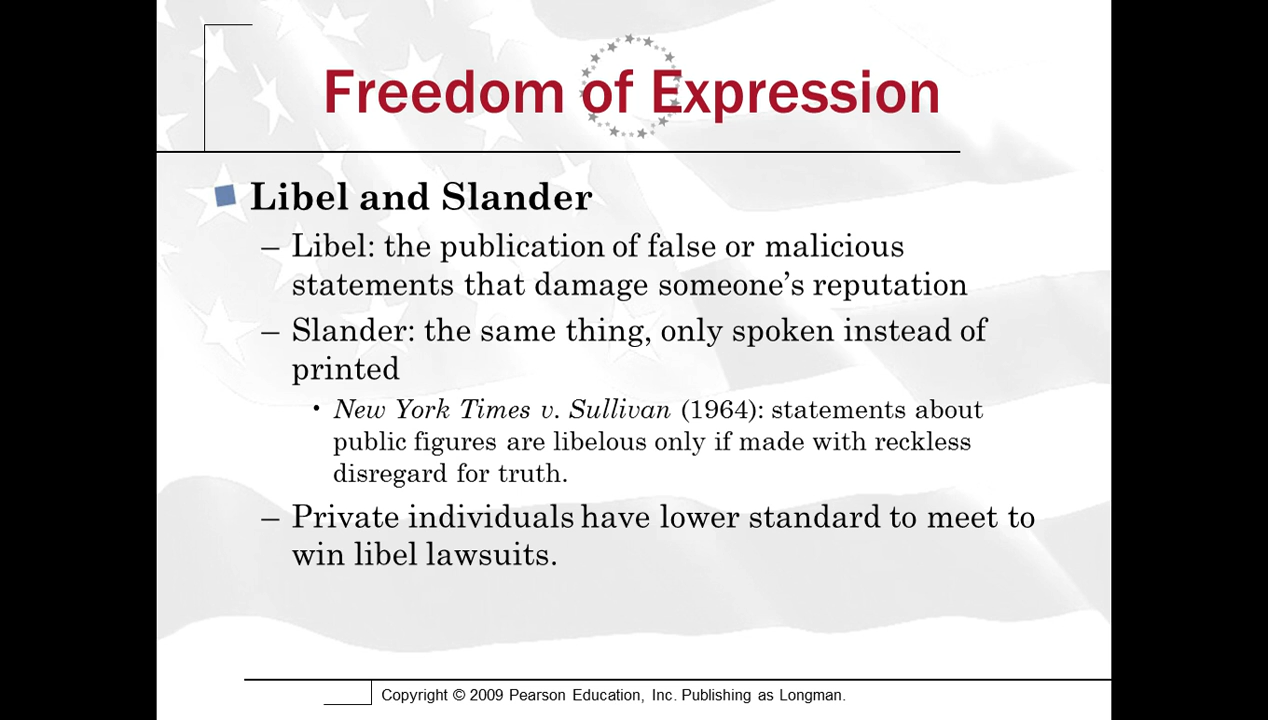 Freedom of Expression
Libel and Slander
– Libel: the publication of false or malicious
statements that damage someone’s reputation
– Slander: the same thing, only spoken instead of
printed
• New York Times v. Sullivan (1964): statements about
public figures are libelous only if made with reckless
disregard for truth.
– Private individuals have lower standard to meet to
win libel lawsuits.
Copyright © 2009 Pearson Education, Inc. Publishing as Longman.